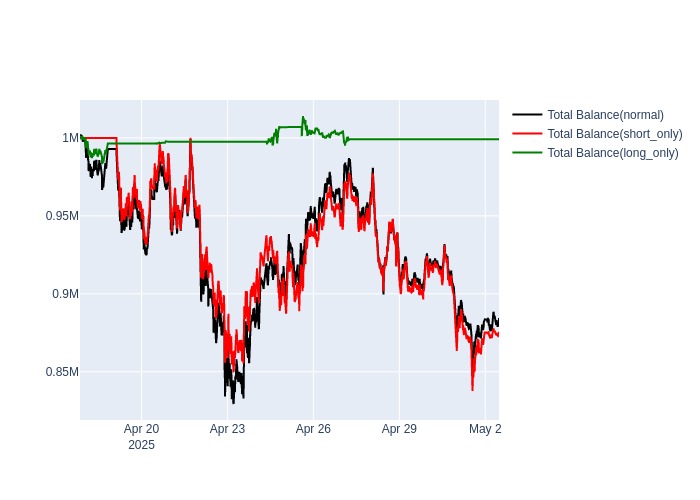 Total Balance(normal)
Total Balance(short_only)
Total Balance(long_only)
1M
0.95M
0.9M
0.85M
Apr 20
2025
Apr 23
Apr 26
Apr 29
May 2